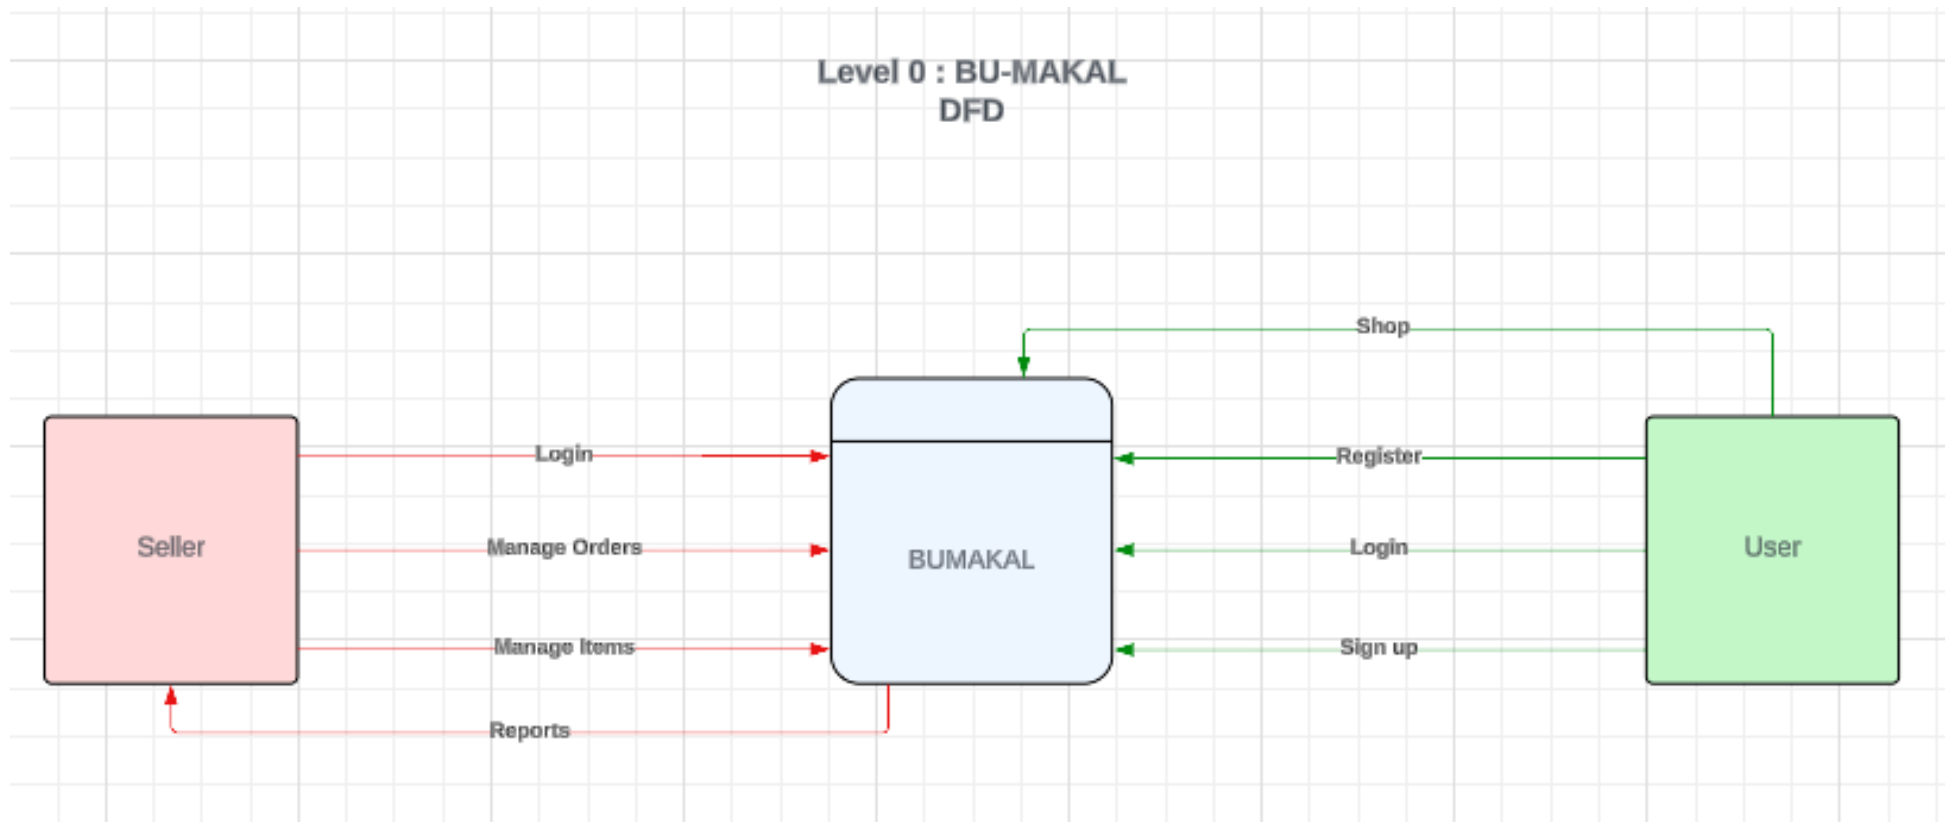 Level 0 : BU-MAKAL
DFD
Shop
Login
Register
Seller
Manage Orders
BUMAKAL
Login
User
Manage Items
Sign up
Reports